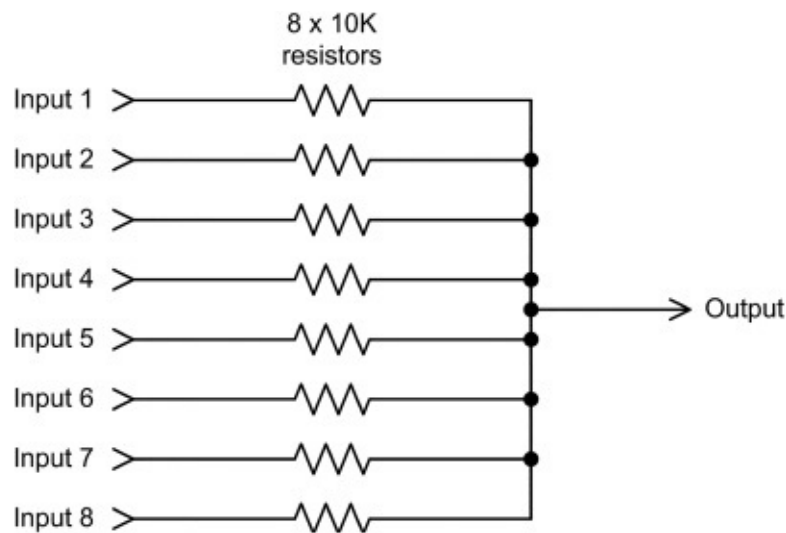 8 x 10K
resistors
Input 1
Input 2
Input 3
Input 4
Output
Input 5
Input 6
Input 7
Input 8